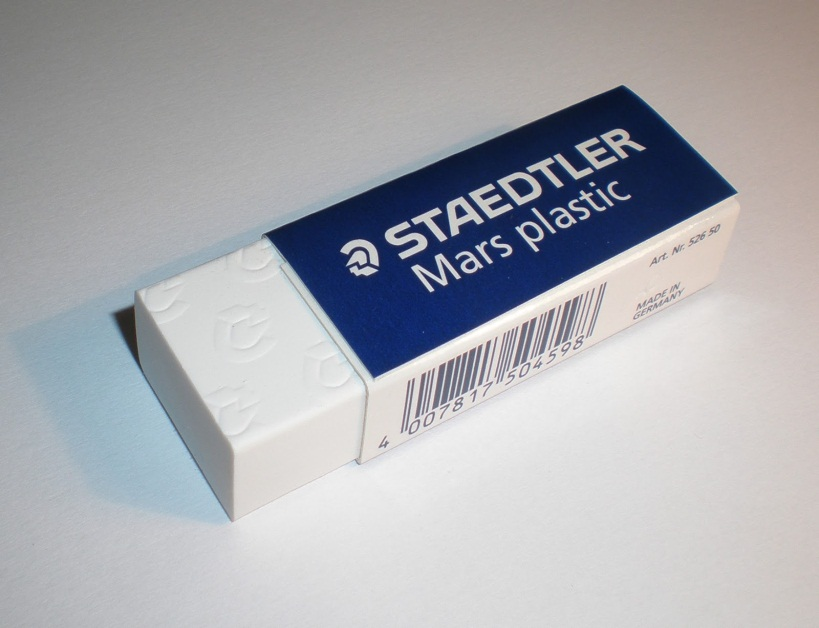 STAEDTLER
Mars plastic
Art. Nr. 526 50
MADE IN
GERMANY
4 007817 504598